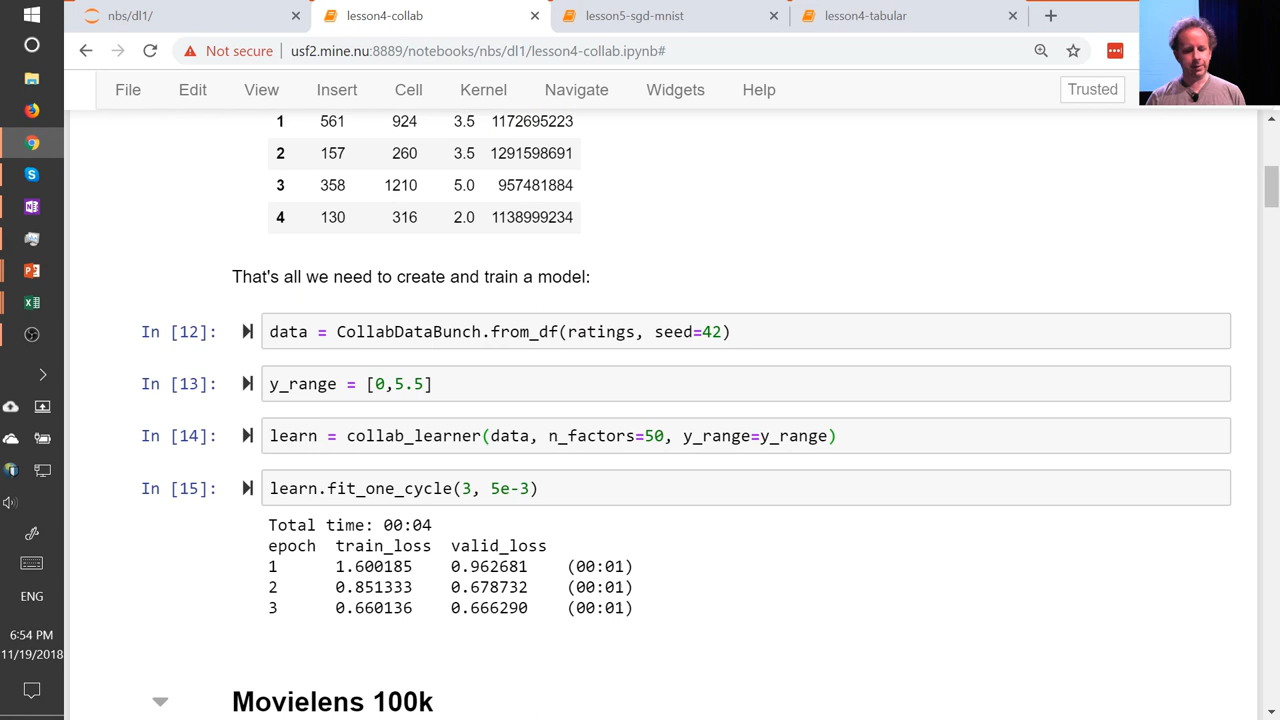 nbs/dl1/
lesson4-collab
lesson5-sgd-mnist
lesson4-tabular
Not secure
usf2.mine.nu:8889/notebooks/nbs/dl1/lesson4-collab.ipynb#
File Edit View Insert Cell Kernel Navigate Widgets Help
Trusted
1 561 924 3.5 1172695223
2 157 260 3.5 1291598691
3 358 1210 5.0 957481884
4 130 316 2.0 1138999234
That's all we need to create and train a model:
In [12]: data = CollabDataBunch.from_df(ratings, seed=42)
In [13]: y_range = [0,5.5]
In [14]: learn = collab_learner(data, n_factors=50, y_range=y_range)
In [15]: learn.fit_one_cycle(3, 5e-3)
Total time: 00:04
epoch train_loss valid_loss
1 1.600185 0.962681 (00:01)
2 0.851333 0.678732 (00:01)
3 0.660136 0.666290 (00:01)
Movielens 100k
ENG
6:54 PM
11/19/2018